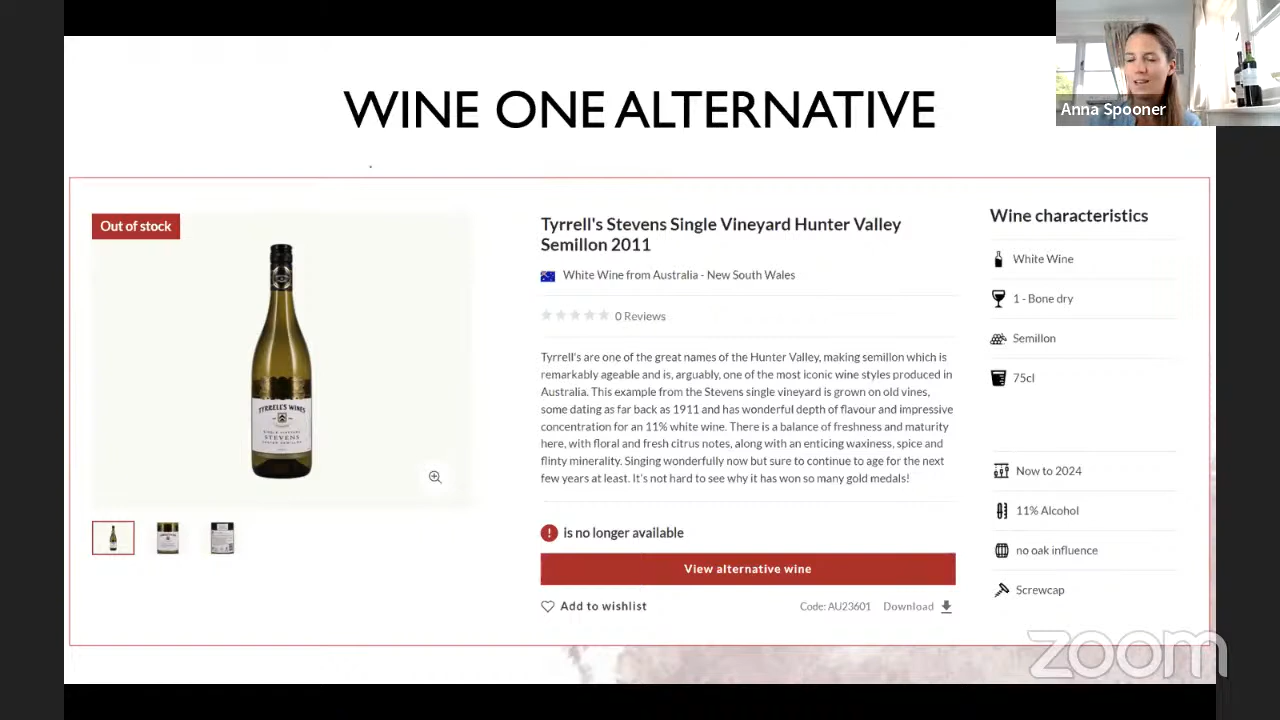 WINE ONE ALTERNATIVE
Anna Spooner
Out of stock
TYRRELL'S WINES
STEVENS
Tyrrell's Stevens Single Vineyard Hunter Valley
Semillon 2011
White Wine from Australia - New South Wales
0 Reviews
Tyrrell's are one of the great names of the Hunter Valley, making semillon which is
remarkably ageable and is, arguably, one of the most iconic wine styles produced in
Australia. This example from the Stevens single vineyard is grown on old vines,
some dating as far back as 1911 and has wonderful depth of flavour and impressive
concentration for an 11% white wine. There is a balance of freshness and maturity
here, with floral and fresh citrus notes, along with an enticing waxiness, spice and
flinty minerality. Singing wonderfully now but sure to continue to age for the next
few years at least. It's not hard to see why it has won so many gold medals!
is no longer available
View alternative wine
Add to wishlist
Code: AU23601 Download
Wine characteristics
White Wine
1 - Bone dry
Semillon
75cl
Now to 2024
11% Alcohol
no oak influence
Screwcap
zoom